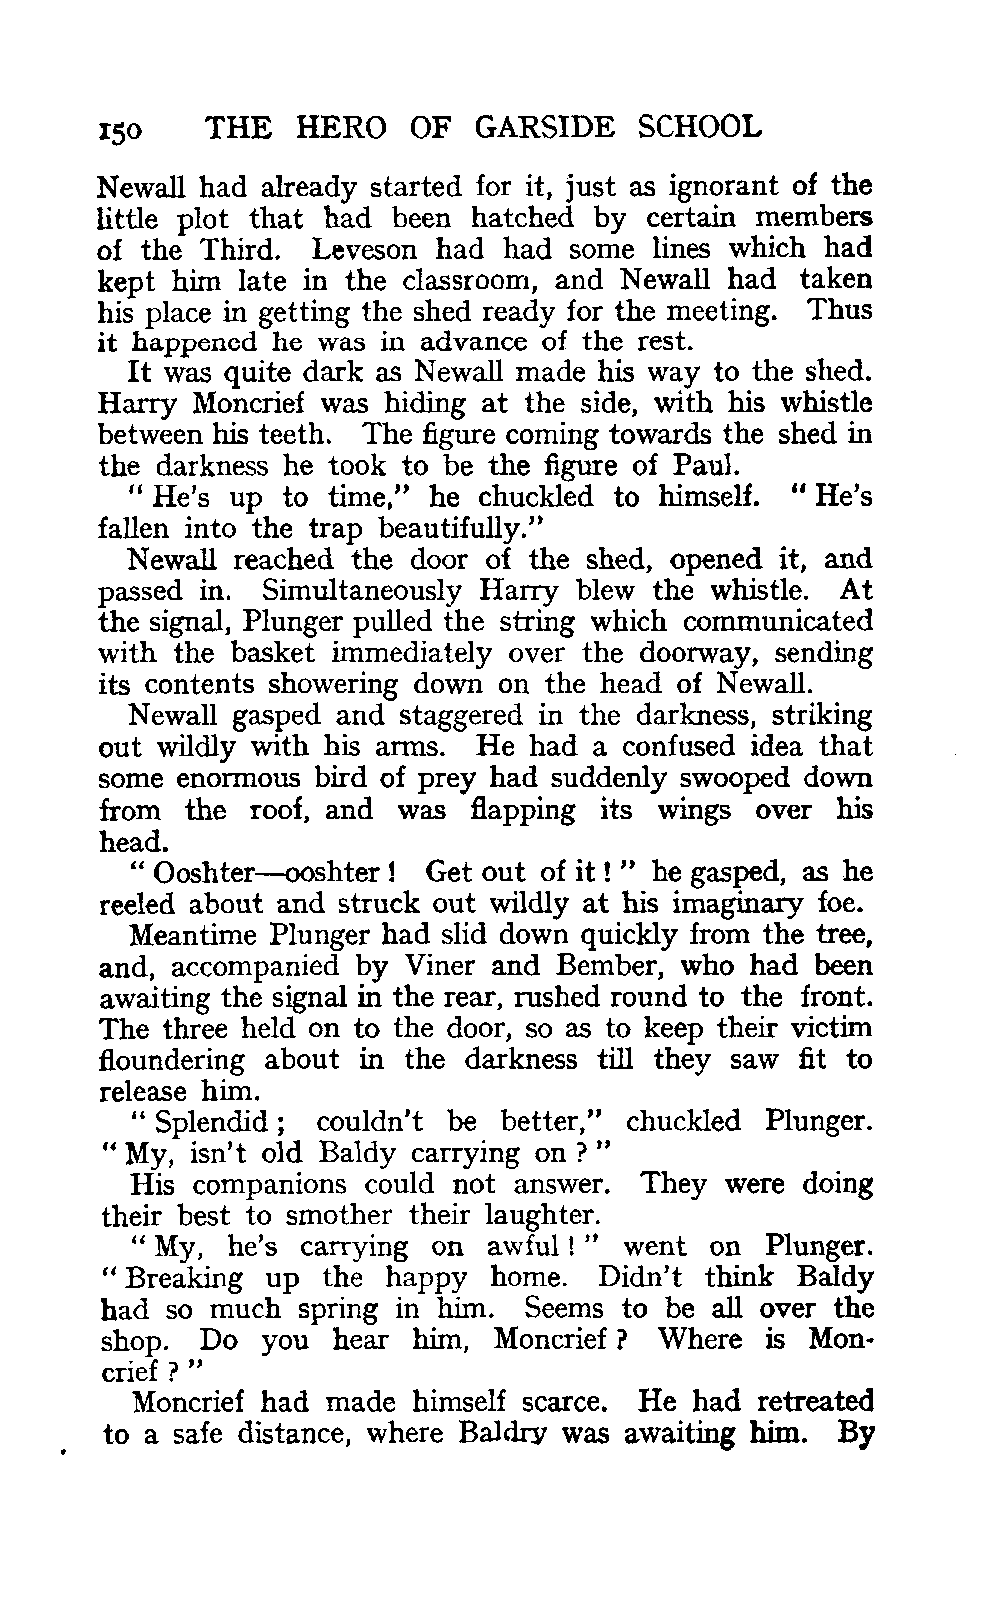 150 THE HERO OF GARSIDE SCHOOL
Newall had already started for it, just as ignorant of the
little plot that had been hatched by certain members
of the Third. Leveson had had some lines which had
kept him late in the classroom, and Newall had taken
his place in getting the shed ready for the meeting. Thus
it happened he was in advance of the rest.
It was quite dark as Newall made his way to the shed.
Harry Moncrief was hiding at the side, with his whistle
between his teeth. The figure coming towards the shed in
the darkness he took to be the figure of Paul.
“ He's up to time,” he chuckled to himself. “ He's
fallen into the trap beautifully.”
Newall reached the door of the shed, opened it, and
passed in. Simultaneously Harry blew the whistle. At
the signal, Plunger pulled the string which communicated
with the basket immediately over the doorway, sending
its contents showering down on the head of Newall.
Newall gasped and staggered in the darkness, striking
out wildly with his arms. He had a confused idea that
some enormous bird of prey had suddenly swooped down
from the roof, and was flapping its wings over his
head.
“ Ooshter—ooshter ! Get out of it ! ” he gasped, as he
reeled about and struck out wildly at his imaginary foe.
Meantime Plunger had slid down quickly from the tree,
and, accompanied by Viner and Bember, who had been
awaiting the signal in the rear, rushed round to the front.
The three held on to the door, so as to keep their victim
floundering about in the darkness till they saw fit to
release him.
“ Splendid ; couldn't be better,” chuckled Plunger.
“ My, isn't old Baldy carrying on ? ”
His companions could not answer. They were doing
their best to smother their laughter.
“ My, he's carrying on awful ! ” went on Plunger.
“ Breaking up the happy home. Didn't think Baldy
had so much spring in him. Seems to be all over the
shop. Do you hear him, Moncrief ? Where is Mon-
crief ? ”
Moncrief had made himself scarce. He had retreated
to a safe distance, where Baldry was awaiting him. By